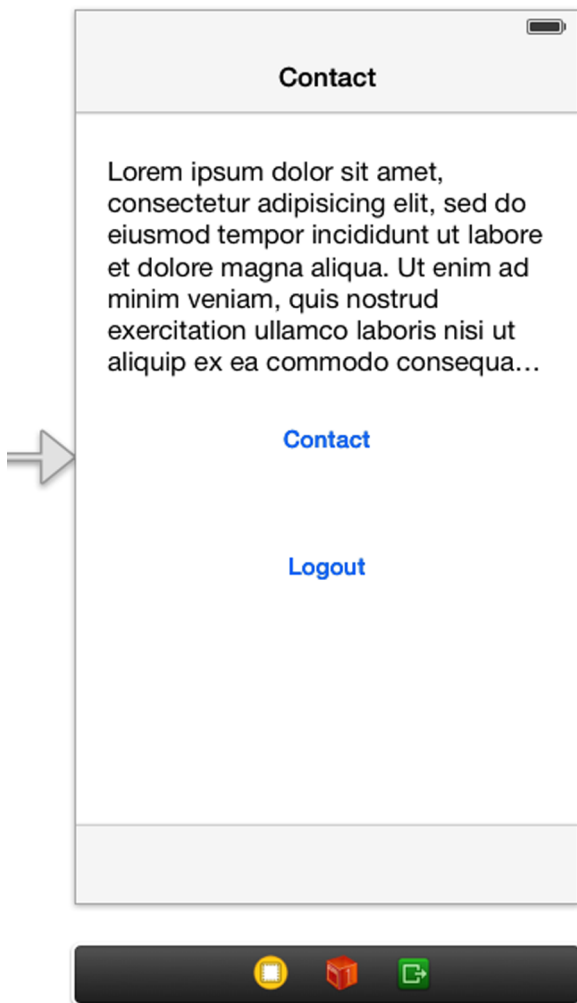 Contact
Lorem ipsum dolor sit amet,
consectetur adipisicing elit, sed do
eiusmod tempor incididunt ut labore
et dolore magna aliqua. Ut enim ad
minim veniam, quis nostrud
exercitation ullamco laboris nisi ut
aliquip ex ea commodo consequa…
Contact
Logout